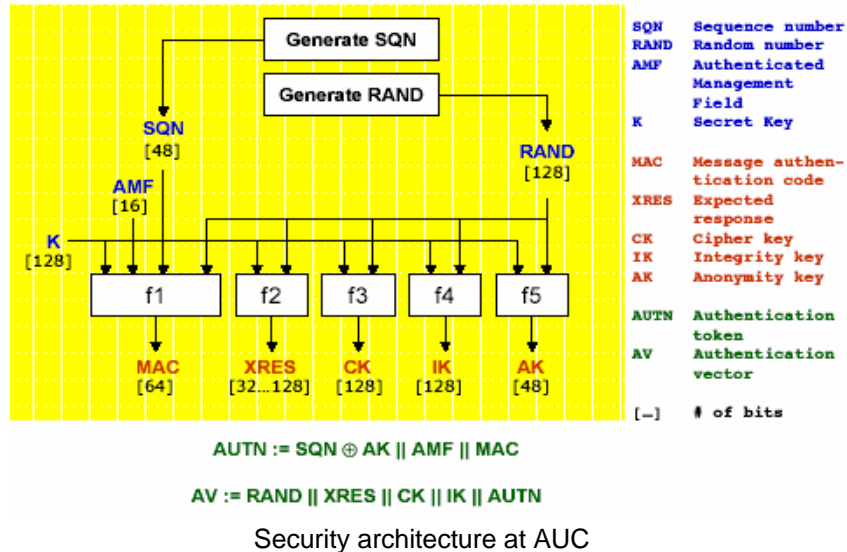 Generate SQN
Generate RAND
SQN
[48]
RAND
[128]
AMF
[16]
K
[128]
f1
f2
f3
f4
f5
MAC
[64]
XRES
[32...128]
CK
[128]
IK
[128]
AK
[48]
SQN Sequence number
RAND Random number
AMF Authenticated
Management
Field
K Secret Key
MAC Message authen-
tication code
XRES Expected
response
CK Cipher key
IK Integrity key
AK Anonymity key
AUTN Authentication
token
AV Authentication
vector
[…] # of bits
AUTN := SQN ⊕ AK || AMF || MAC
AV := RAND || XRES || CK || IK || AUTN
Security architecture at AUC